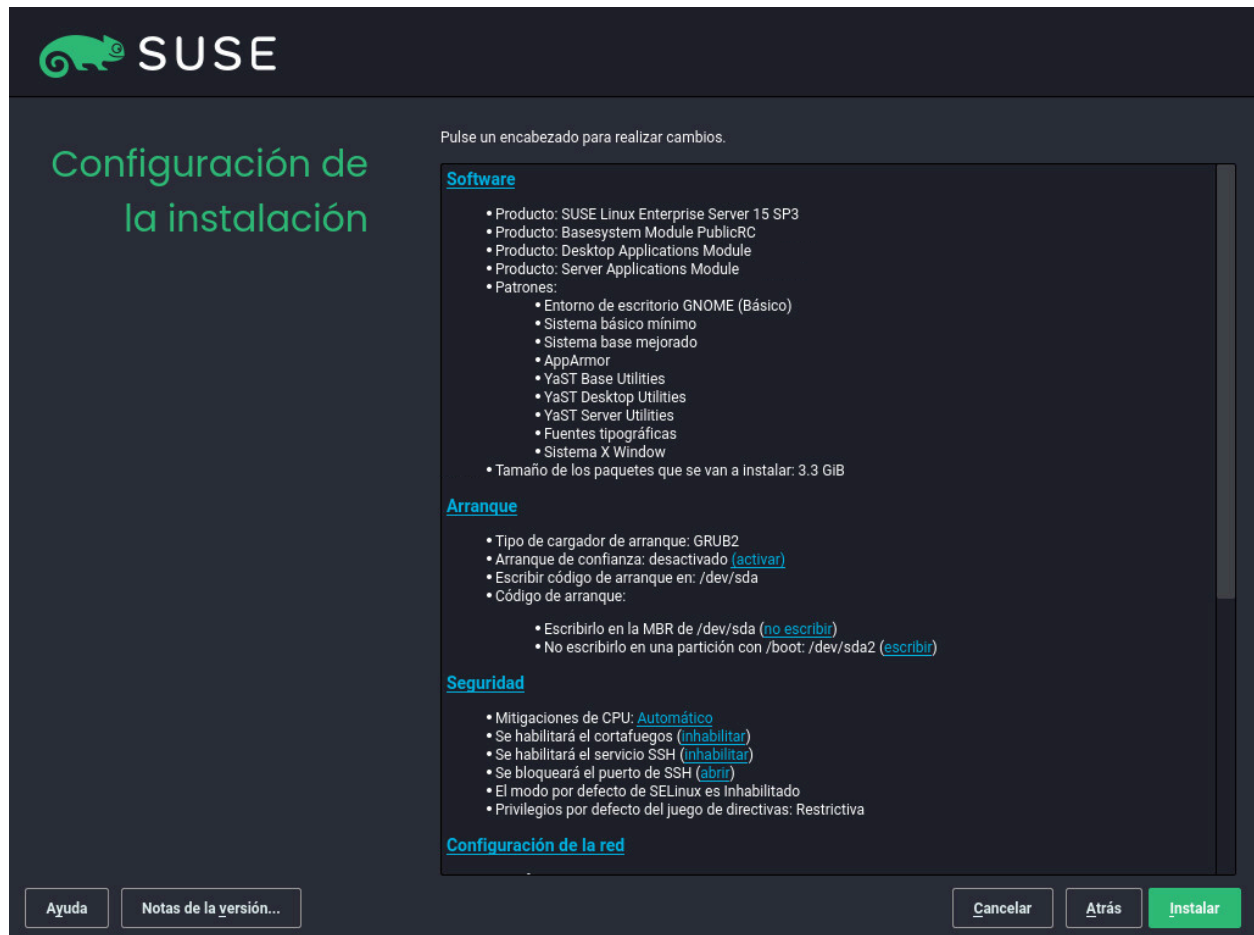 SUSE
Configuración de
la instalación
Pulse un encabezado para realizar cambios.
Software
• Producto: SUSE Linux Enterprise Server 15 SP3
• Producto: Basesystem Module PublicRC
• Producto: Desktop Applications Module
• Producto: Server Applications Module
• Patrones:
• Entorno de escritorio GNOME (Básico)
• Sistema básico mínimo
• Sistema base mejorado
• AppArmor
• YaST Base Utilities
• YaST Desktop Utilities
• YaST Server Utilities
• Fuentes tipográficas
• Sistema X Window
• Tamaño de los paquetes que se van a instalar: 3.3 GiB
Arranque
• Tipo de cargador de arranque: GRUB2
• Arranque de confianza: desactivado (activar)
• Escribir código de arranque en: /dev/sda
• Código de arranque:
• Escribirlo en la MBR de /dev/sda (no escribir)
• No escribirlo en una partición con /boot: /dev/sda2 (escribir)
Seguridad
• Mitigaciones de CPU: Automático
• Se habilitará el cortafuegos (inhabilitar)
• Se habilitará el servicio SSH (inhabilitar)
• Se bloqueará el puerto de SSH (abrir)
• El modo por defecto de SELinux es Inhabilitado
• Privilegios por defecto del juego de directivas: Restrictiva
Configuración de la red
Ayuda
Notas de la versión...
Cancelar
Atrás
Instalar